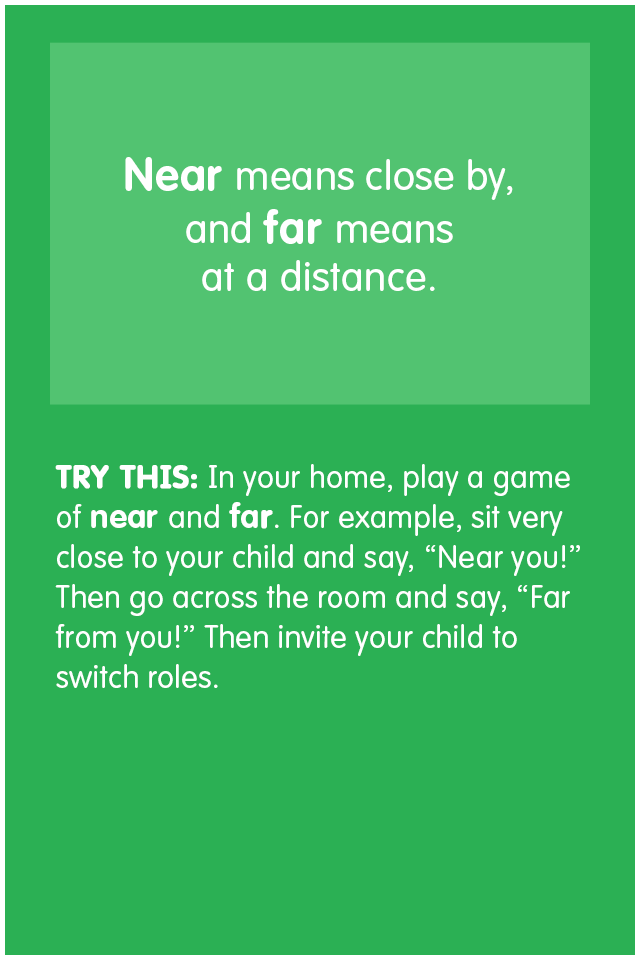 Near means close by,
and far means
at a distance.
TRY THIS: In your home, play a game
of near and far. For example, sit very
close to your child and say, “Near you!”
Then go across the room and say, “Far
from you!” Then invite your child to
switch roles.